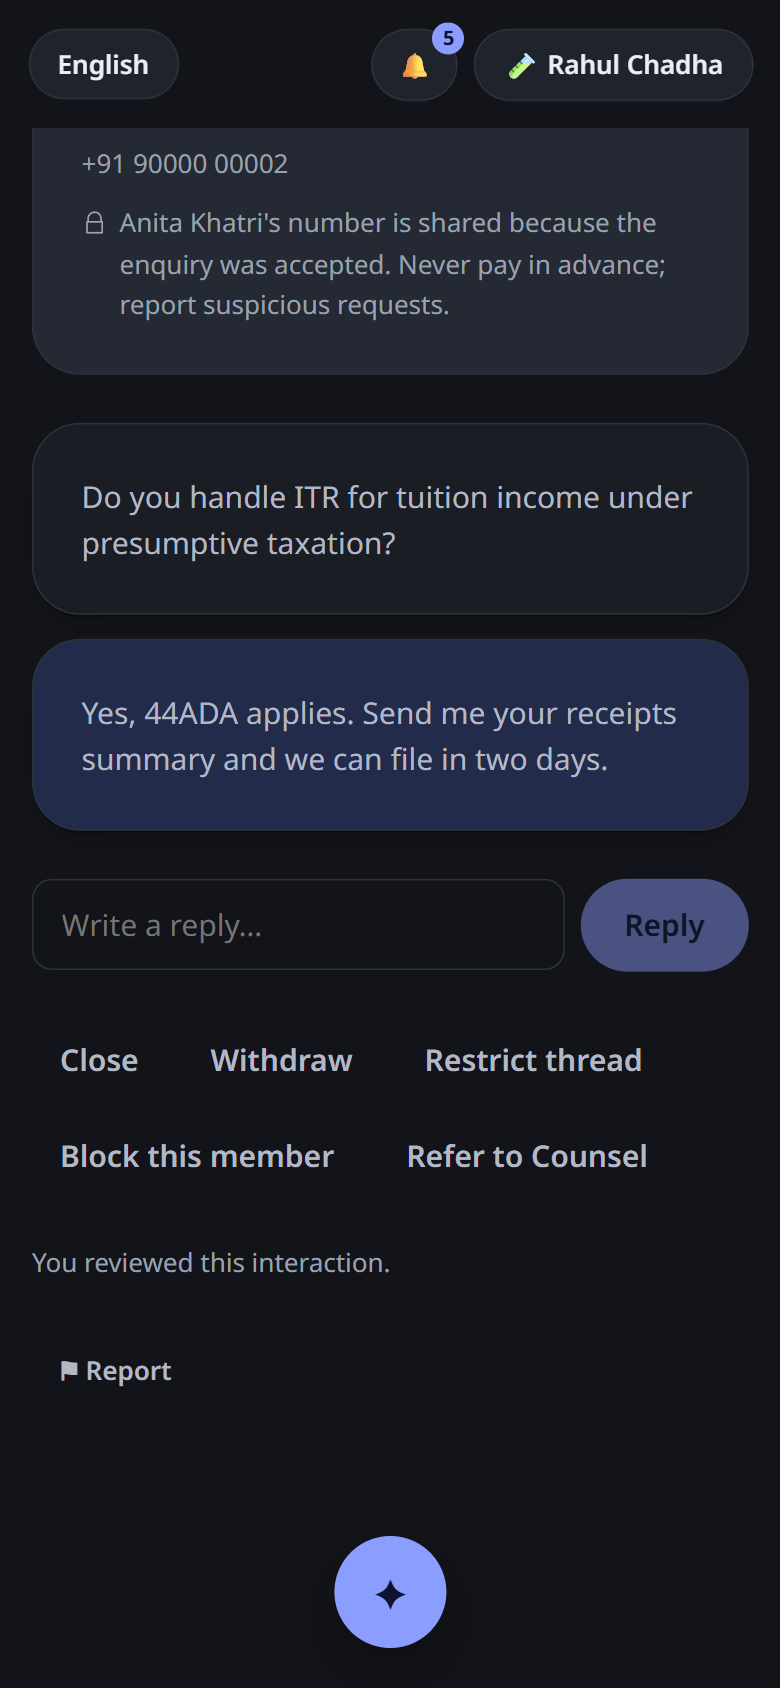 English
5
Rahul Chadha
+91 90000 00002
Anita Khatri's number is shared because the
enquiry was accepted. Never pay in advance;
report suspicious requests.
Do you handle ITR for tuition income under
presumptive taxation?
Yes, 44ADA applies. Send me your receipts
summary and we can file in two days.
Write a reply...
Reply
Close
Withdraw
Restrict thread
Block this member
Refer to Counsel
You reviewed this interaction.
Report